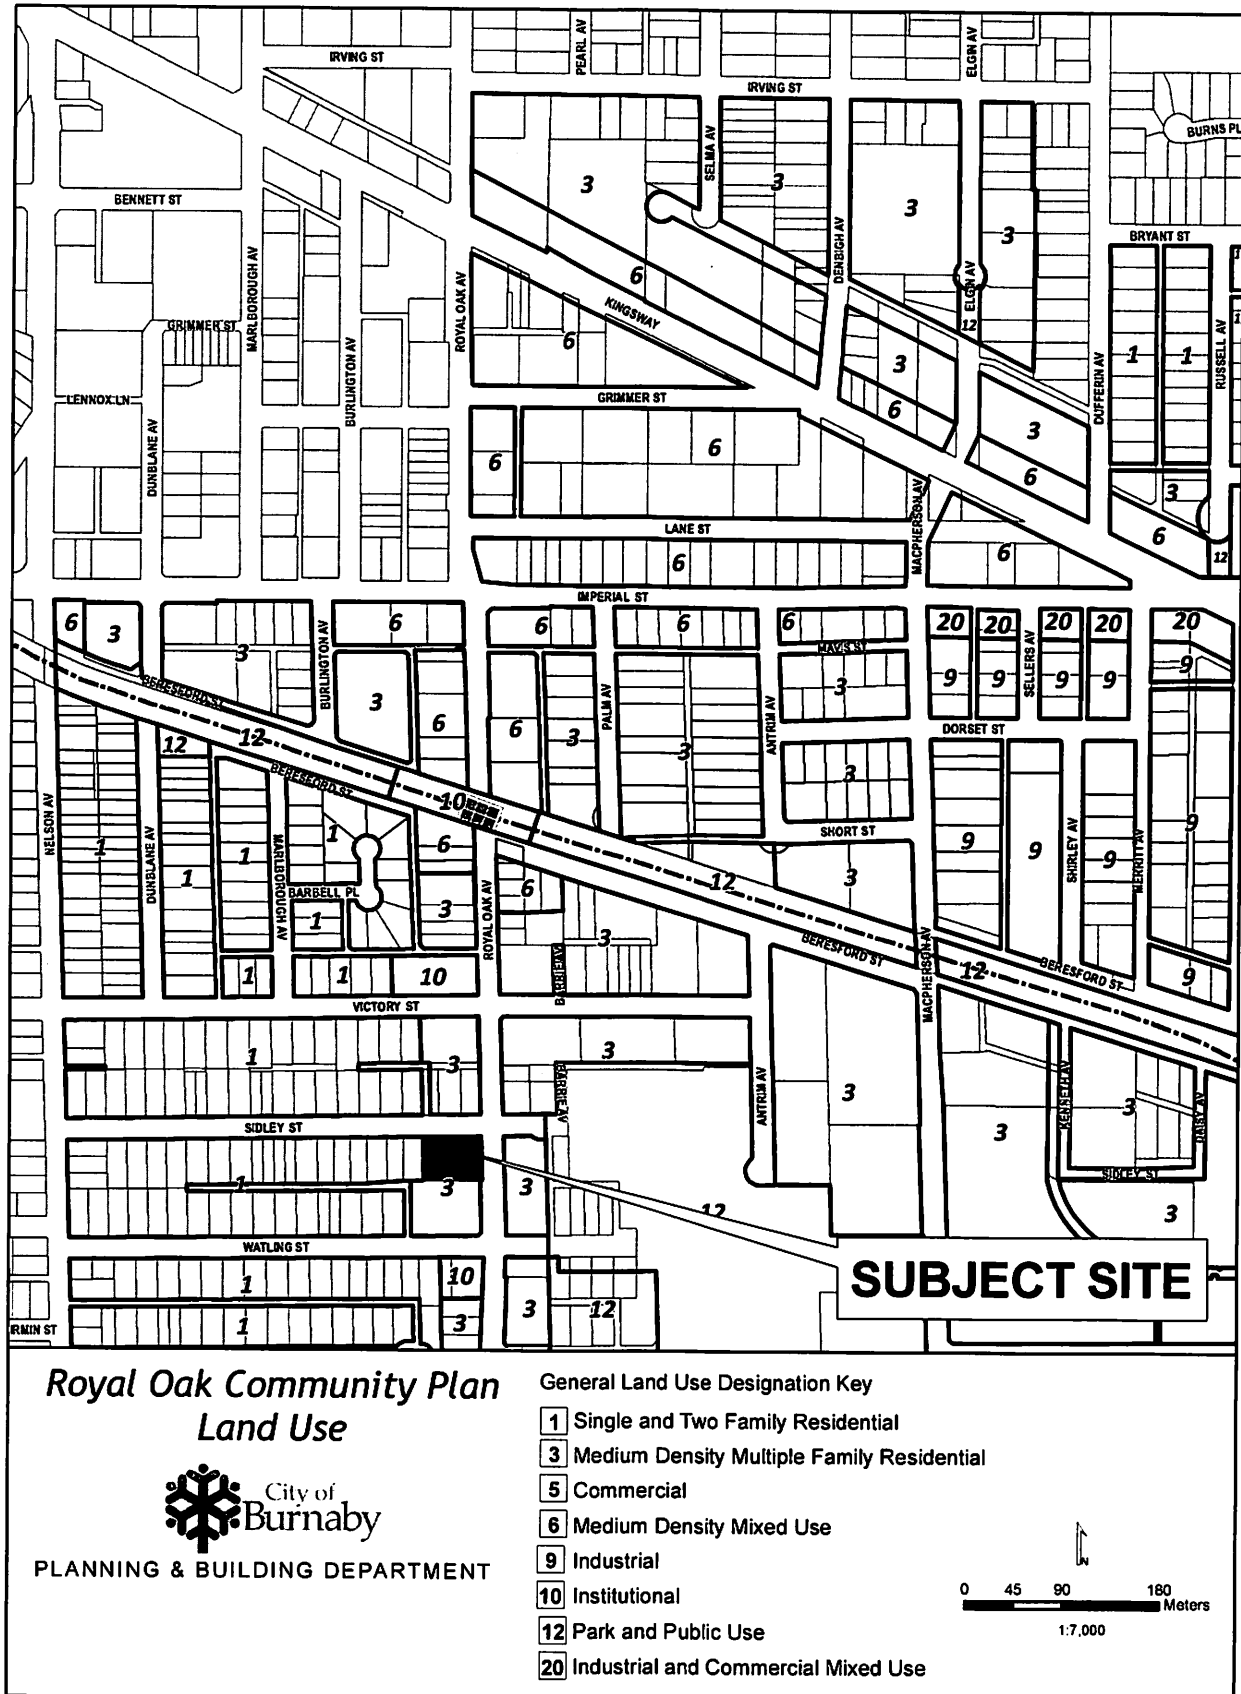 IRVING ST
PEARL AV
ELGIN AV
IRVING ST
BURNS PL
SELMA AV
3
3
BENNETT ST
3
3
BRYANT ST
MARLBOROUGH AV
ROYAL OAK AV
6
DENBIGH AV
ELGIN AV
KINGSWAY
GRIMMER ST
12
6
BURLINGTON AV
3
1
1
RUSSELL AV
DUFFERIN AV
LENNOX LN
GRIMMER ST
6
DUNBLANE AV
3
6
6
6
3
MACPHERSON AV
LANE ST
6
6
6
12
IMPERIAL ST
6
3
BURLINGTON AV
6
6
6
6
20
20
SELLERS AV
20
20
20
3
MAVIS ST
BERESFORD ST
9
9
9
9
9
3
6
6
3
PALM AV
3
3
ANTRIM AV
DORSET ST
12
12
BERESFORD ST
3
10
SHORT ST
NELSON AV
1
DUNBLANE AV
1
1
MARLBOROUGH AV
1
6
9
9
SHIRLEY AV
9
MERRITT AV
9
BARBELL PL
1
3
ROYAL OAK AV
6
12
3
3
BARRIE AV
BERESFORD ST
MACPHERSON AV
12
BERESFORD ST
9
1
1
10
VICTORY ST
1
3
3
BARRIE AV
ANTRIM AV
3
3
KENNETH AV
3
DAISY AV
SIDLEY ST
SIDLEY ST
1
3
3
12
3
WATLING ST
SUBJECT SITE
1
10
1
3
3
12
RMIN ST
Royal Oak Community Plan
Land Use
City of
Burnaby
PLANNING & BUILDING DEPARTMENT
General Land Use Designation Key
1 Single and Two Family Residential
3 Medium Density Multiple Family Residential
5 Commercial
6 Medium Density Mixed Use
9 Industrial
10 Institutional
12 Park and Public Use
20 Industrial and Commercial Mixed Use
N
0 45 90 180
Meters
1:7,000